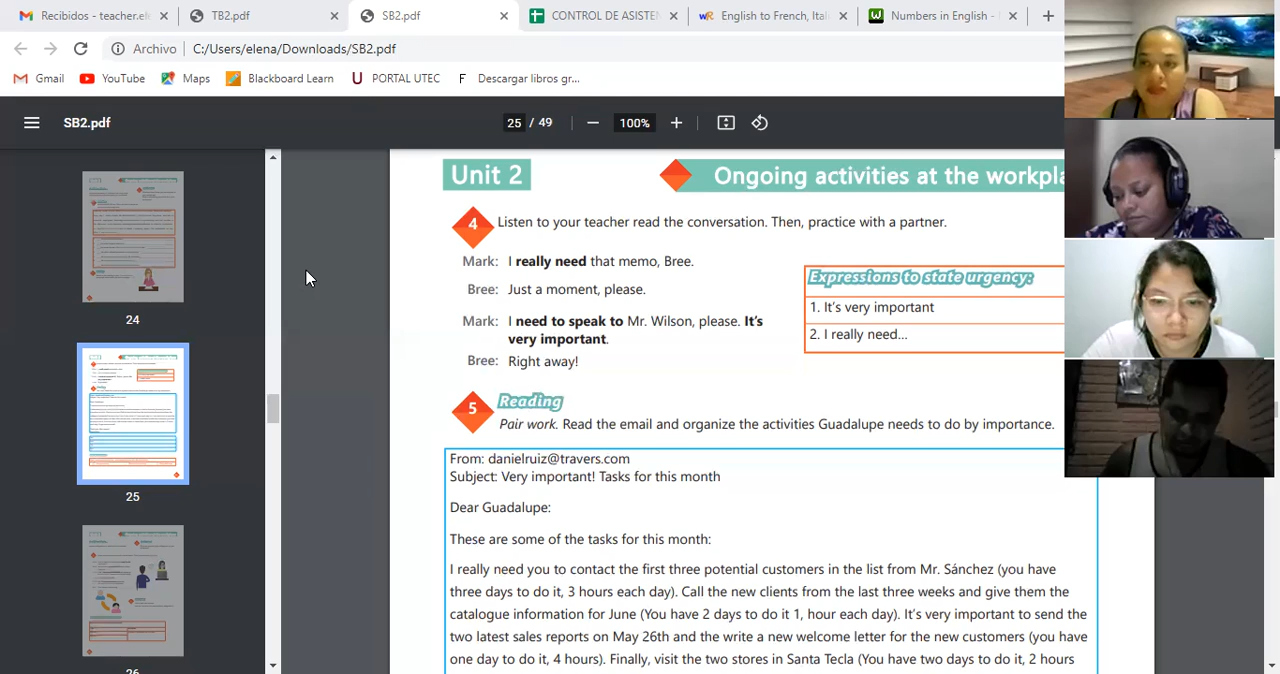 Recibidos - teacher.el
TB2.pdf
SB2.pdf
CONTROL DE ASISTE
English to French, Ital
Numbers in English -
Archivo
C:/Users/elena/Downloads/SB2.pdf
Gmail
YouTube
Maps
Blackboard Learn
PORTAL UTEC
Descargar libros gr...
SB2.pdf
25 / 49
100%
24
25
26
Unit 2
Ongoing activities at the workpla
4
Listen to your teacher read the conversation. Then, practice with a partner.
Mark: I really need that memo, Bree.
Bree: Just a moment, please.
Mark: I need to speak to Mr. Wilson, please. It's
very important.
Bree: Right away!
Expressions to state urgency:
1. It's very important
2. I really need...
5
Reading
Pair work. Read the email and organize the activities Guadalupe needs to do by importance.
From: danielruiz@travers.com
Subject: Very important! Tasks for this month
Dear Guadalupe:
These are some of the tasks for this month:
I really need you to contact the first three potential customers in the list from Mr. Sánchez (you have
three days to do it, 3 hours each day). Call the new clients from the last three weeks and give them the
catalogue information for June (You have 2 days to do it 1, hour each day). It's very important to send the
two latest sales reports on May 26th and the write a new welcome letter for the new customers (you have
one day to do it, 4 hours). Finally, visit the two stores in Santa Tecla (You have two days to do it, 2 hours